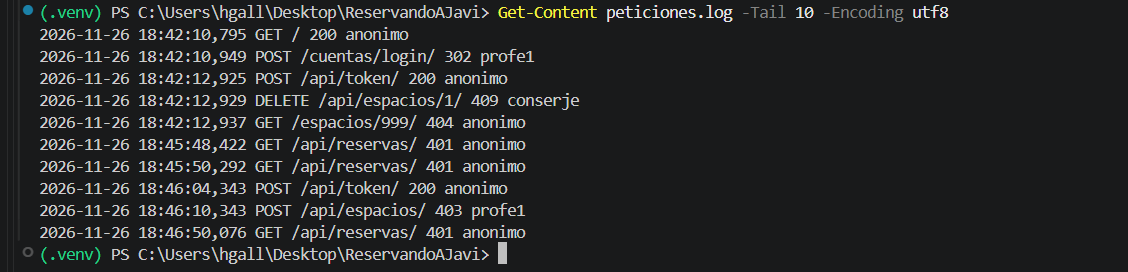 (.venv) PS C:\Users\hgall\Desktop\ReservandoAJavi> Get-Content peticiones.log -Tail 10 -Encoding utf8
2026-11-26 18:42:10,795 GET / 200 anonimo
2026-11-26 18:42:10,949 POST /cuentas/login/ 302 profe1
2026-11-26 18:42:12,925 POST /api/token/ 200 anonimo
2026-11-26 18:42:12,929 DELETE /api/espacios/1/ 409 conserje
2026-11-26 18:42:12,937 GET /espacios/999/ 404 anonimo
2026-11-26 18:45:48,422 GET /api/reservas/ 401 anonimo
2026-11-26 18:45:50,292 GET /api/reservas/ 401 anonimo
2026-11-26 18:46:04,343 POST /api/token/ 200 anonimo
2026-11-26 18:46:10,343 POST /api/espacios/ 403 profe1
2026-11-26 18:46:50,076 GET /api/reservas/ 401 anonimo
(.venv) PS C:\Users\hgall\Desktop\ReservandoAJavi>